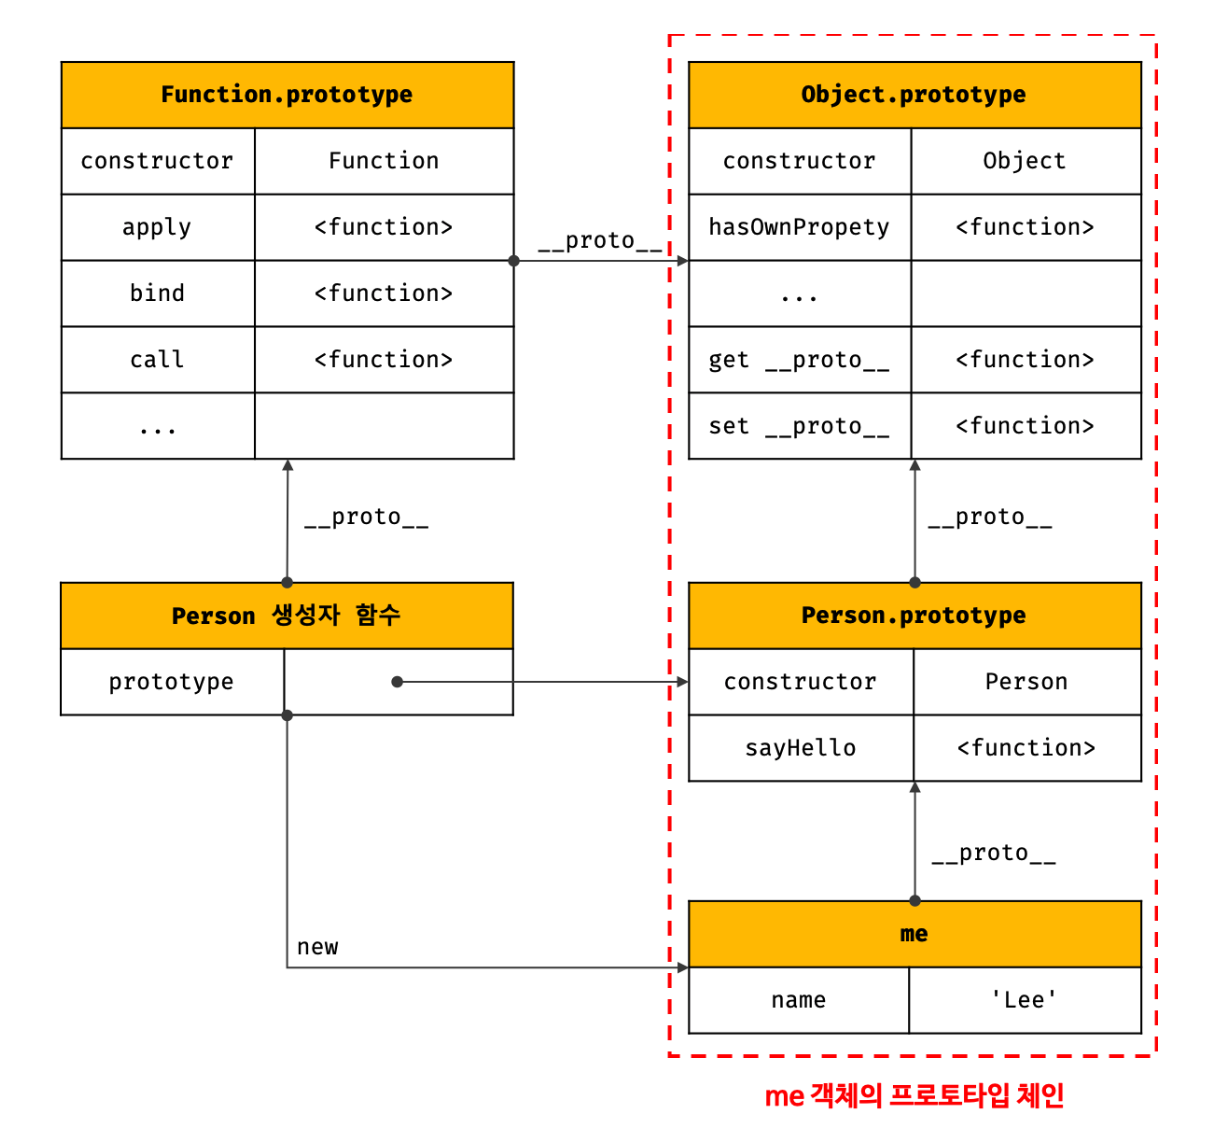 Function.prototype
constructor Function
apply <function>
bind <function>
call <function>
...
__proto__
Object.prototype
constructor Object
hasOwnPropety <function>
...
get __proto__ <function>
set __proto__ <function>
__proto__
__proto__
Person 생성자 함수
prototype
Person.prototype
constructor Person
sayHello <function>
__proto__
new
me
name 'Lee'
me 객체의 프로토타입 체인